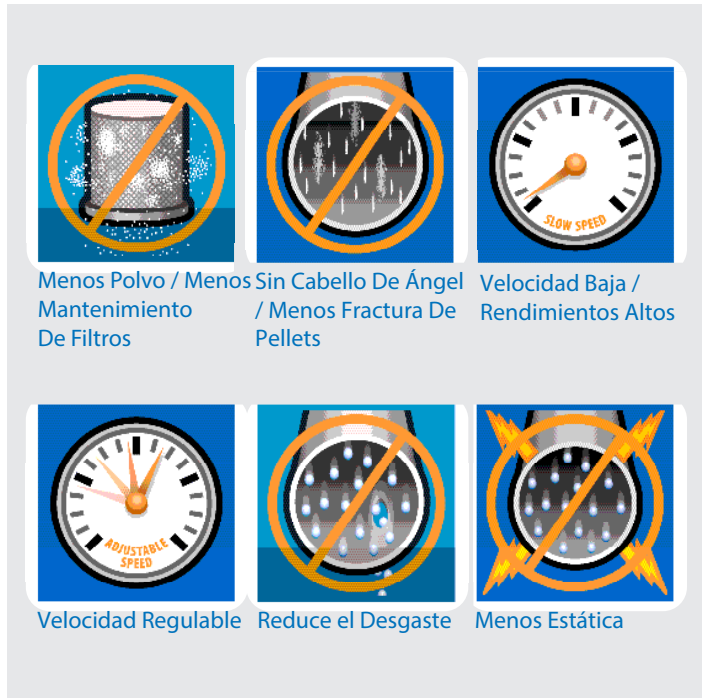 SLOW SPEED
Menos Polvo / Menos
Mantenimiento
De Filtros
Sin Cabello De Ángel
/ Menos Fractura De
Pellets
Velocidad Baja /
Rendimientos Altos
ADJUSTABLE
SPEED
Velocidad Regulable
Reduce el Desgaste
Menos Estática